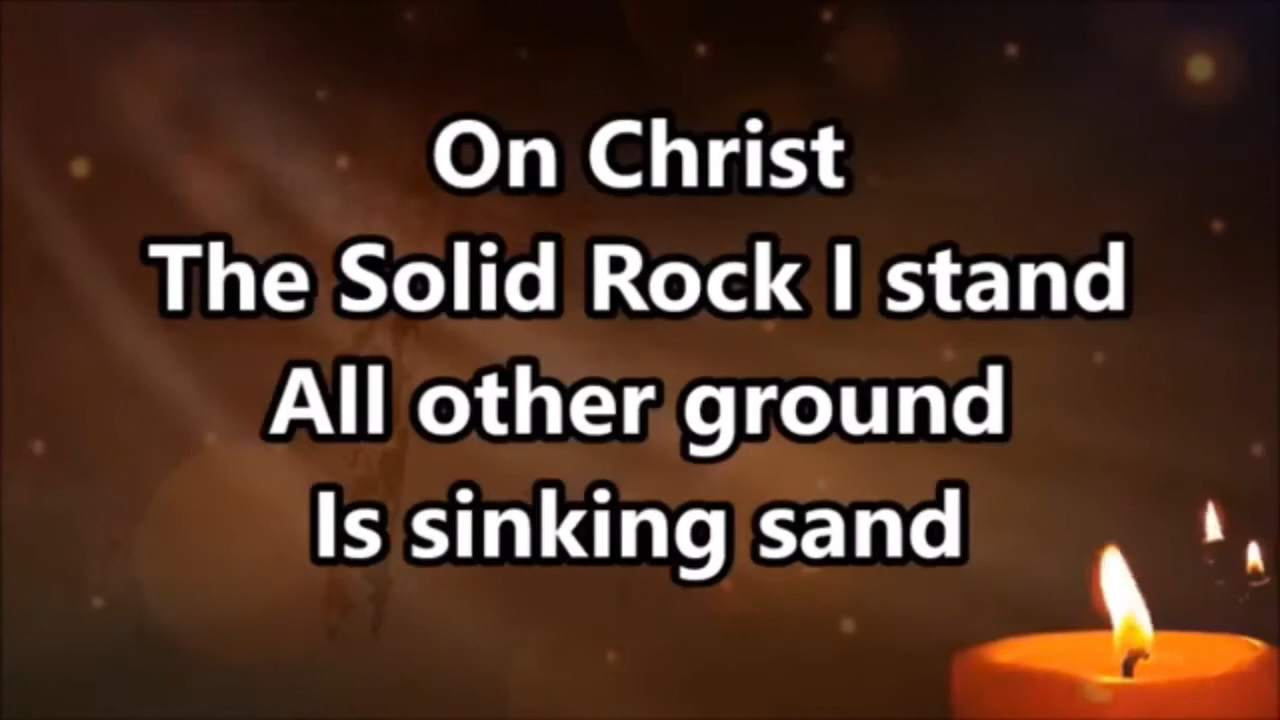 On Christ
The Solid Rock I stand
All other ground
Is sinking sand